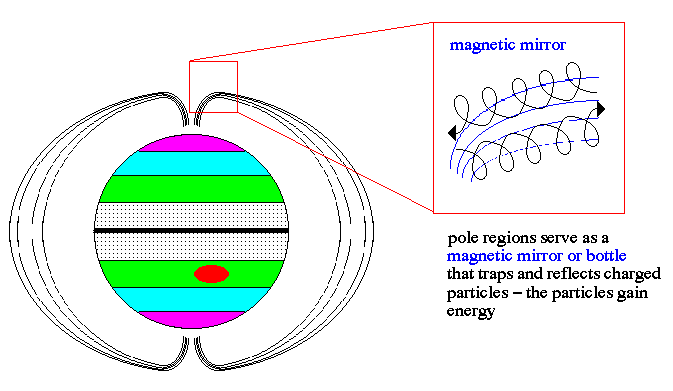 magnetic mirror
pole regions serve as a
magnetic mirror or bottle
that traps and reflects charged
particles – the particles gain
energy